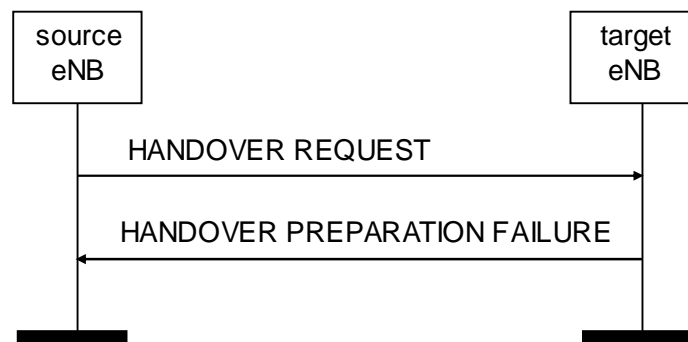 source
eNB
target
eNB
HANDOVER REQUEST
HANDOVER PREPARATION FAILURE